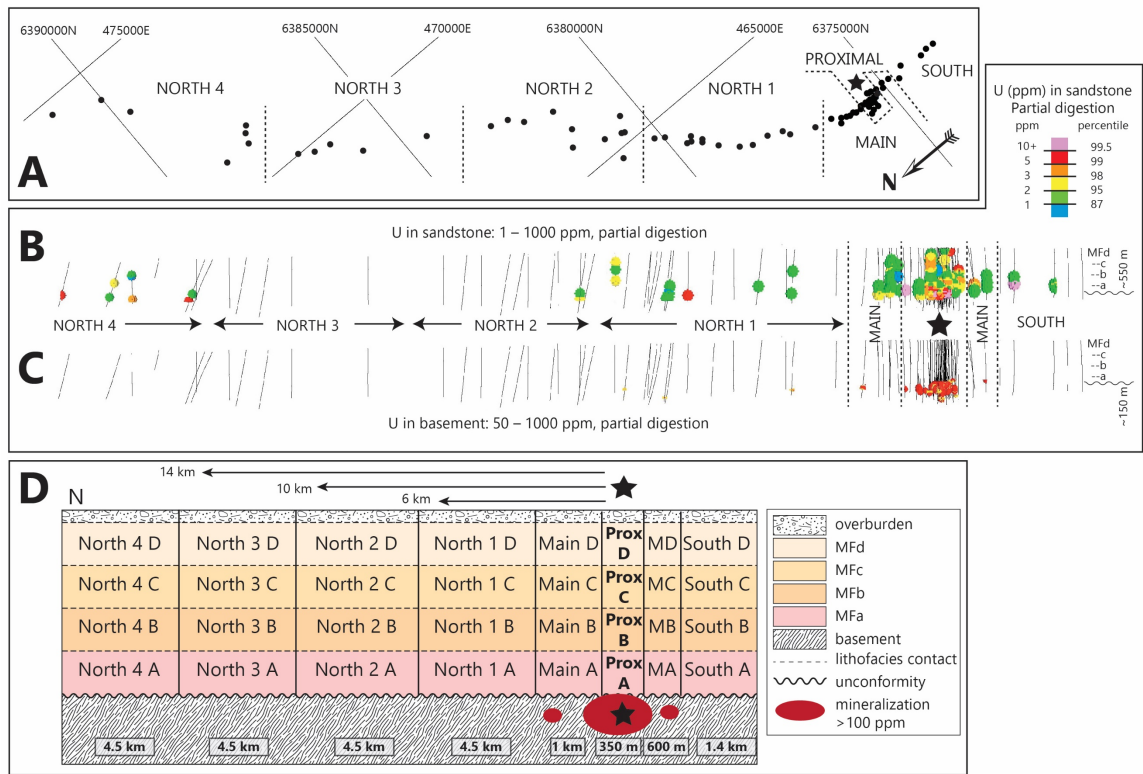 6390000N
475000E
6385000N
470000E
6380000N
465000E
6375000N
PROXIMAL
SOUTH
NORTH 4
NORTH 3
NORTH 2
NORTH 1
MAIN
N
A
U (ppm) in sandstone
Partial digestion
ppm percentile
10+ 99.5
5 99
3 98
2 95
1 87
B
U in sandstone: 1 – 1000 ppm, partial digestion
MFd
--c
--b
--a
~550 m
NORTH 4
NORTH 3
NORTH 2
NORTH 1
MAIN
MAIN
SOUTH
C
MFd
--c
--b
--a
~150 m
U in basement: 50 – 1000 ppm, partial digestion
D
N
14 km
10 km
6 km
North 4 D North 3 D North 2 D North 1 D Main D Prox D MD South D
North 4 C North 3 C North 2 C North 1 C Main C Prox C MC South C
North 4 B North 3 B North 2 B North 1 B Main B Prox B MB South B
North 4 A North 3 A North 2 A North 1 A Main A Prox A MA South A
4.5 km 4.5 km 4.5 km 4.5 km 1 km 350 m 600 m 1.4 km
overburden
MFd
MFc
MFb
MFa
basement
lithofacies contact
unconformity
mineralization
>100 ppm